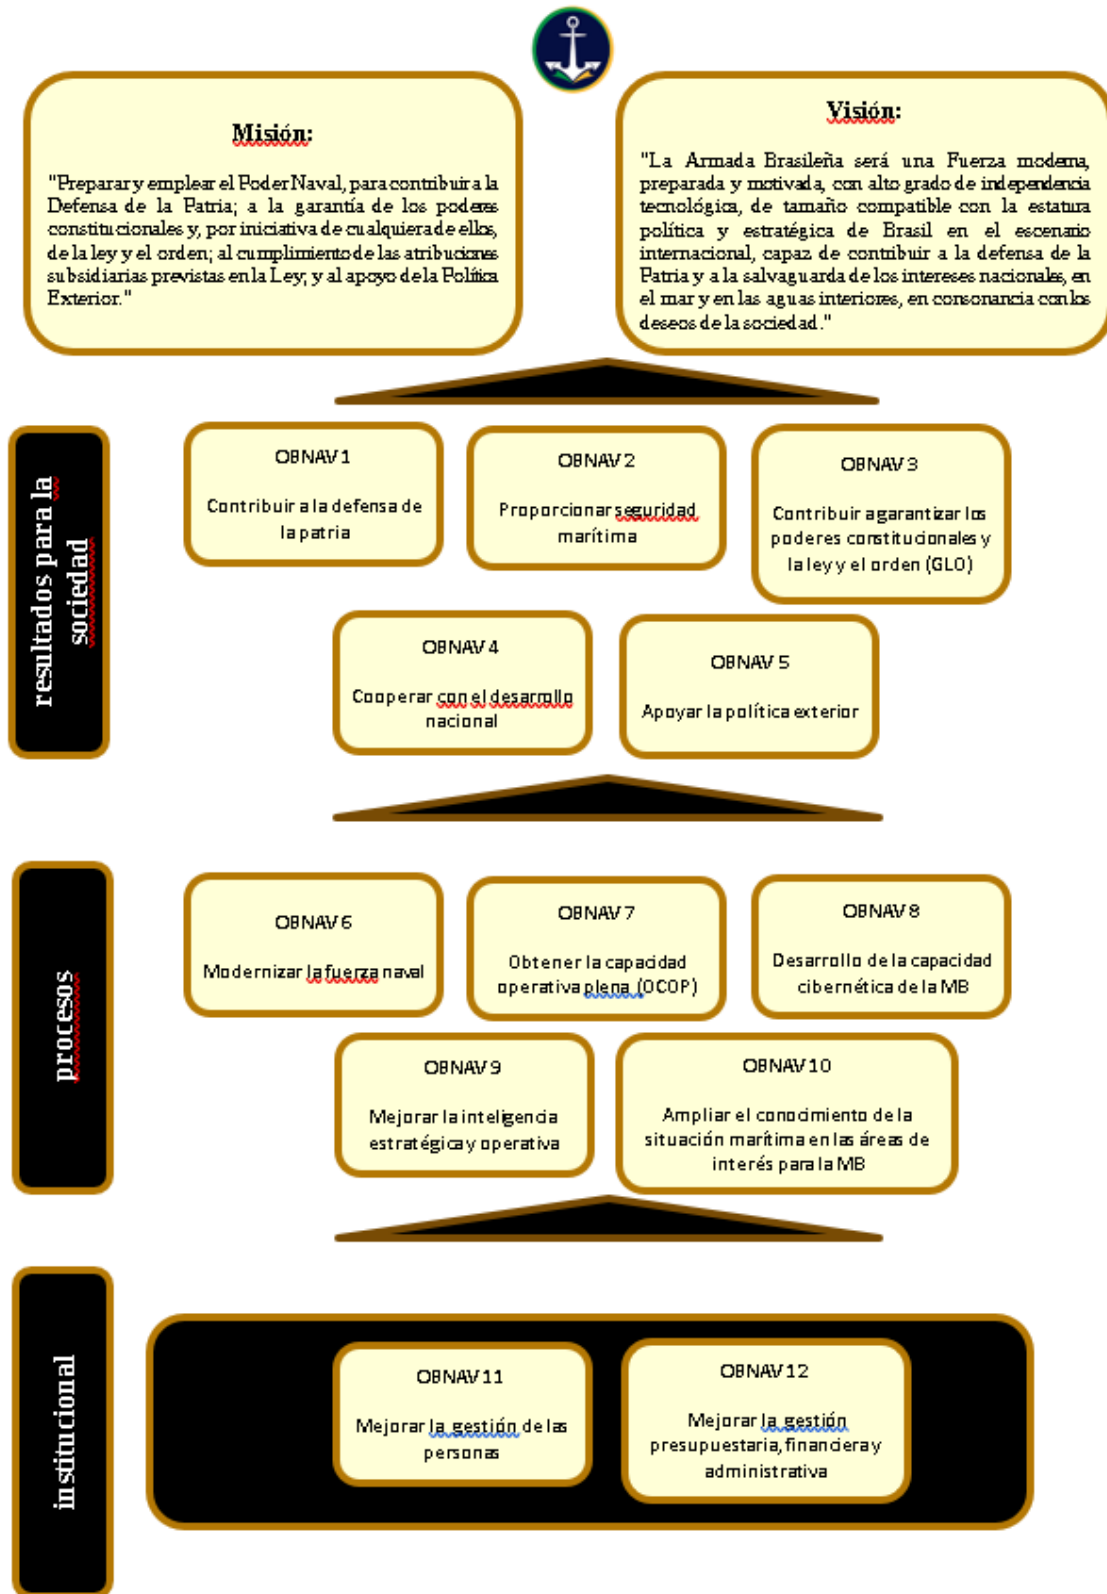 Misión:
"Preparar y emplear el Poder Naval, para contribuir a la
Defensa de la Patria; a la garantía de los poderes
constitucionales y, por iniciativa de cualquiera de ellos,
de la ley y el orden; al cumplimiento de las atribuciones
subsidiarias previstas en la Ley; y al apoyo de la Política
Exterior."
Visión:
"La Armada Brasileña será una Fuerza moderna,
preparada y motivada, con alto grado de independencia
tecnológica, de tamaño compatible con la estatura
política y estratégica de Brasil en el escenario
internacional, capaz de contribuir a la defensa de la
Patria y a la salvaguarda de los intereses nacionales, en
el mar y en las aguas interiores, en consonancia con los
deseos de la sociedad."
resultados para la
sociedad
OBNAV 1
Contribuir a la defensa de
la patria
OBNAV 2
Proporcionar seguridad
marítima
OBNAV 3
Contribuir a garantizar los
poderes constitucionales y
la ley y el orden (GLO)
OBNAV 4
Cooperar con el desarrollo
nacional
OBNAV 5
Apoyar la política exterior
procesos
OBNAV 6
Modernizar la fuerza naval
OBNAV 7
Obtener la capacidad
operativa plena (OCOP)
OBNAV 8
Desarrollo de la capacidad
cibernética de la MB
OBNAV 9
Mejorar la inteligencia
estratégica y operativa
OBNAV 10
Ampliar el conocimiento de la
situación marítima en las áreas de
interés para la MB
institucional
OBNAV 11
Mejorar la gestión de las
personas
OBNAV 12
Mejorar la gestión
presupuestaria, financiera y
administrativa